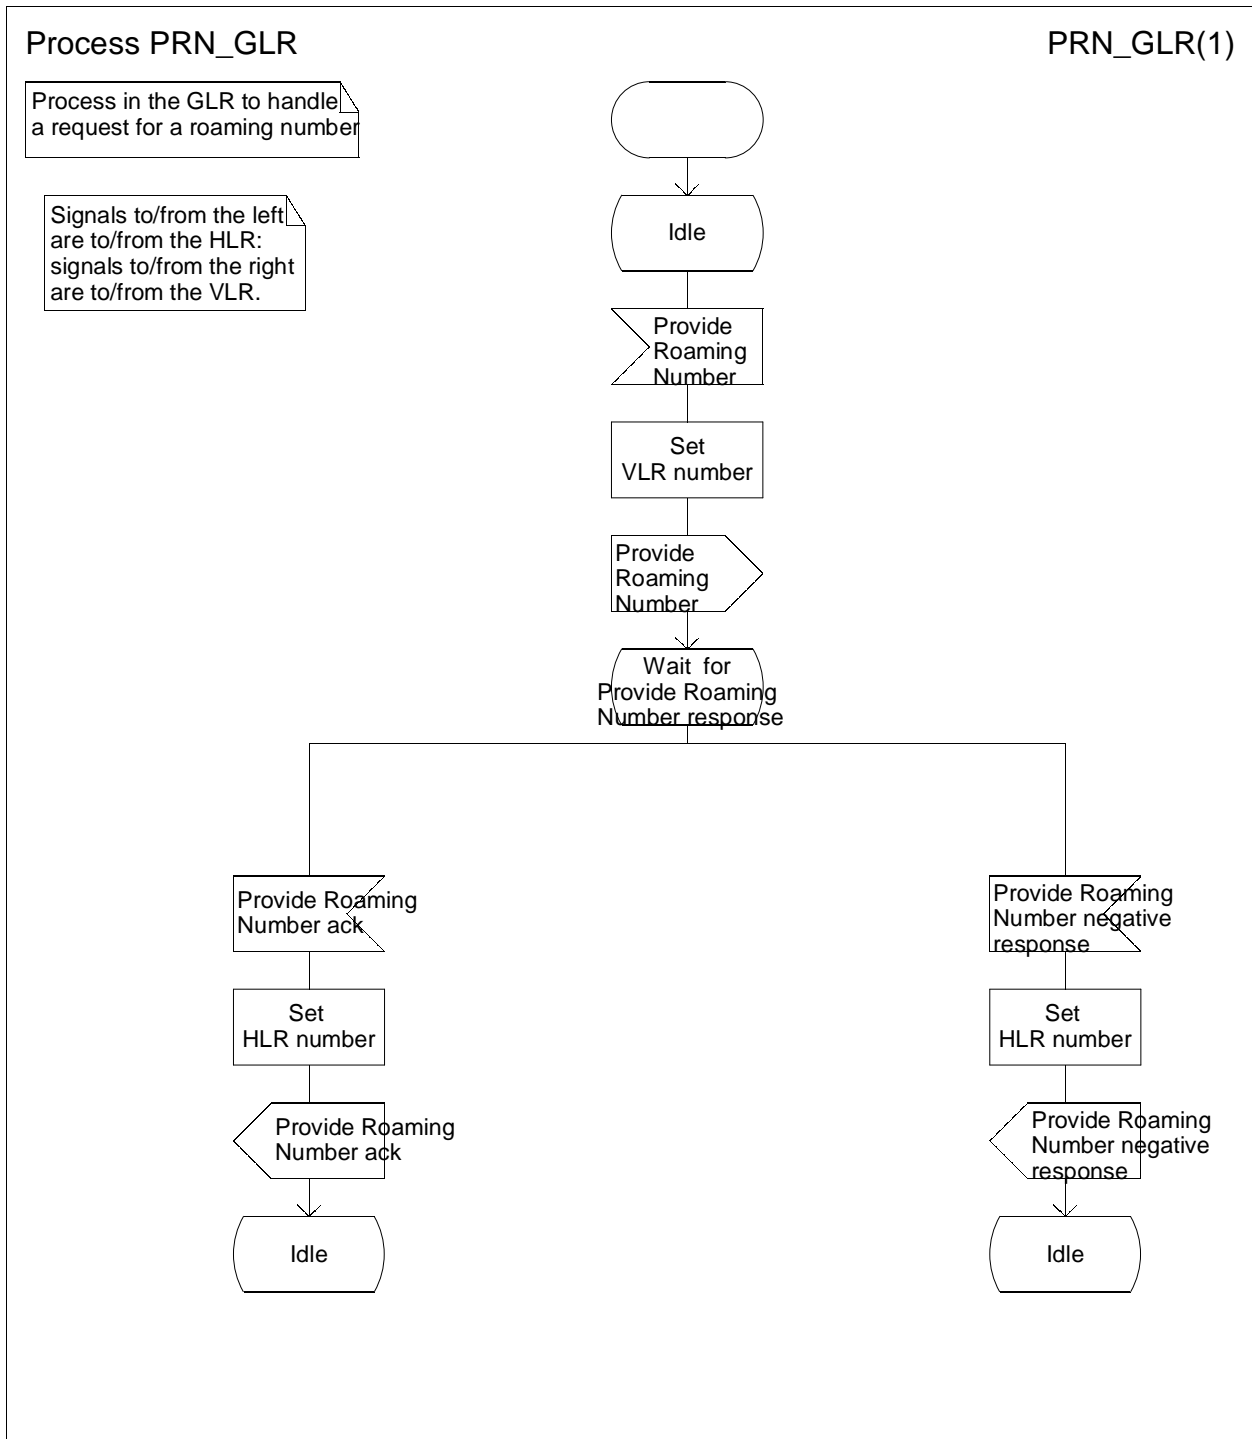 Process PRN_GLR
PRN_GLR(1)
Process in the GLR to handle
a request for a roaming number
Signals to/from the left
are to/from the HLR:
signals to/from the right
are to/from the VLR.
Idle
Provide
Roaming
Number
Set
VLR number
Provide
Roaming
Number
Wait for
Provide Roaming
Number response
Provide Roaming
Number ack
Set
HLR number
Provide Roaming
Number ack
Idle
Provide Roaming
Number negative
response
Set
HLR number
Provide Roaming
Number negative
response
Idle